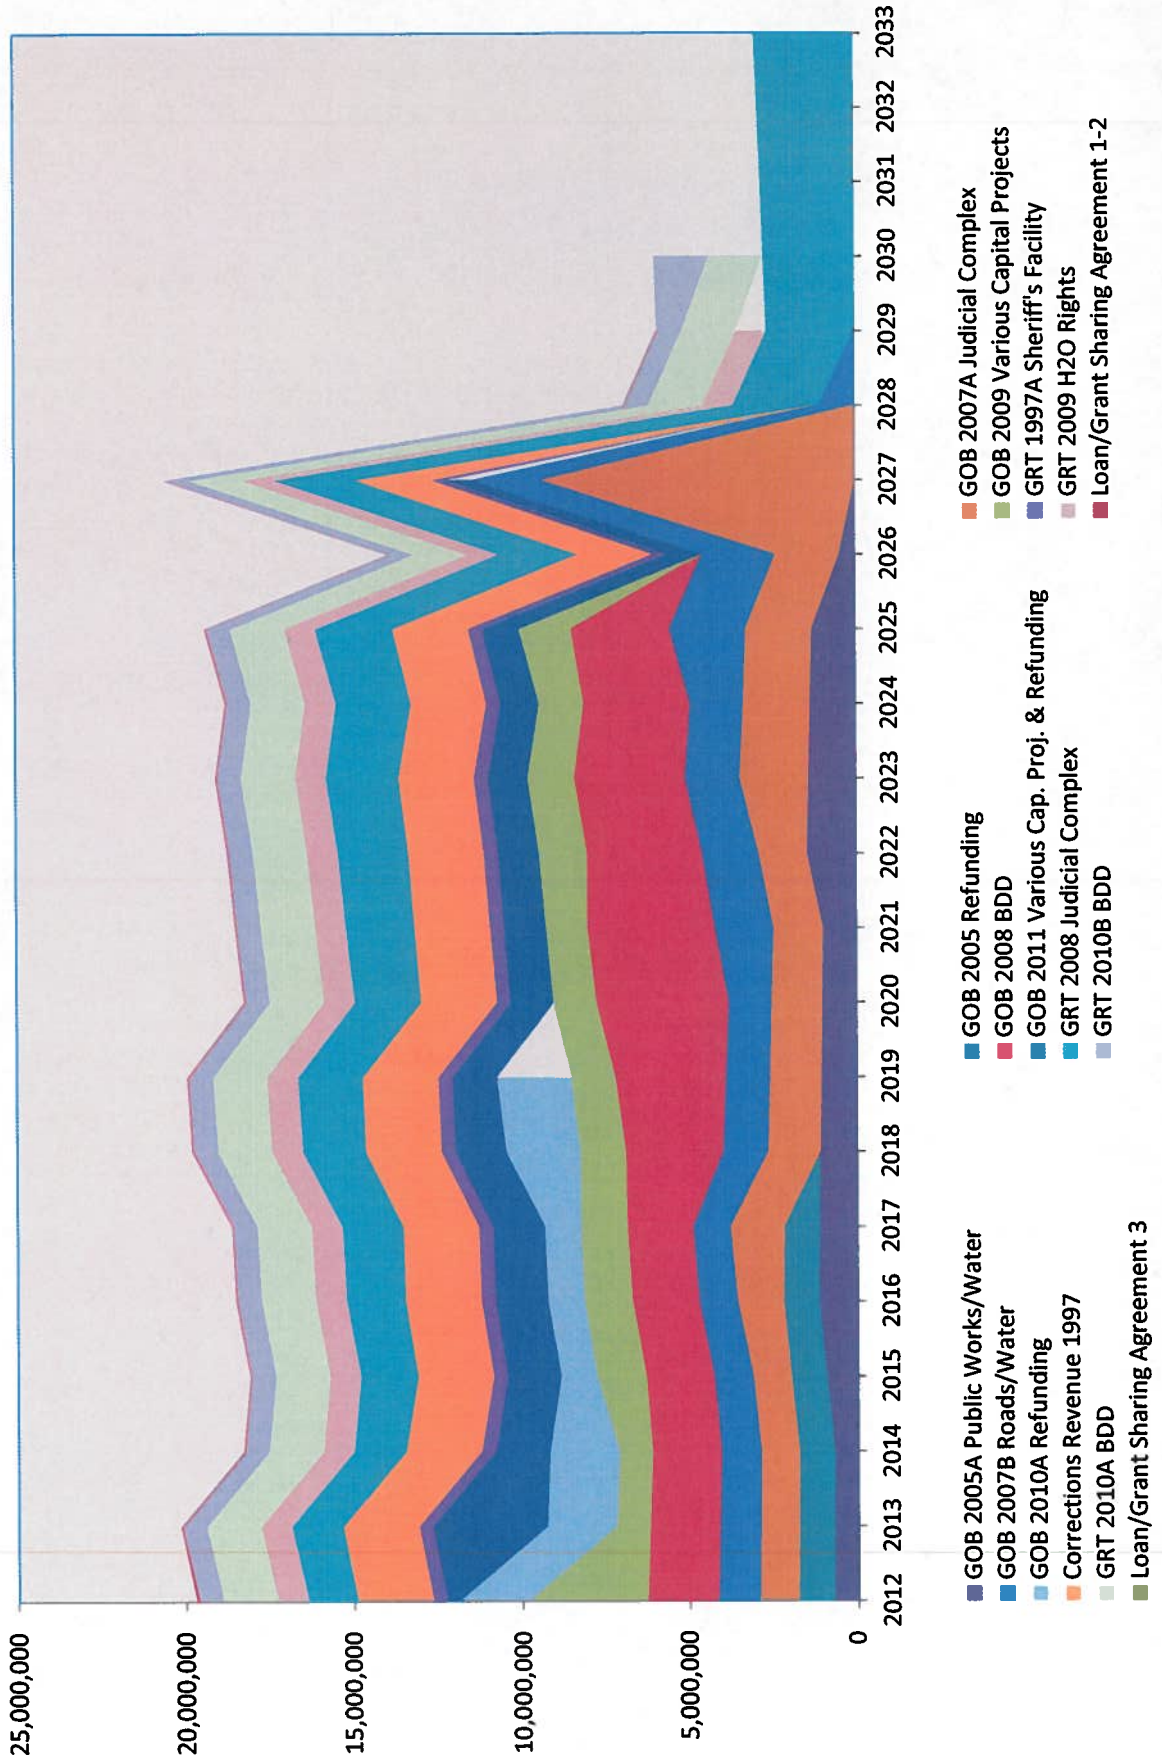 25,000,000
20,000,000
15,000,000
10,000,000
5,000,000
0
2012 2013 2014 2015 2016 2017 2018 2019 2020 2021 2022 2023 2024 2025 2026 2027 2028 2029 2030 2031 2032 2033
GOB 2005A Public Works/Water GOB 2005 Refunding GOB 2007A Judicial Complex
GOB 2007B Roads/Water GOB 2008 BDD GOB 2009 Various Capital Projects
GOB 2010A Refunding GOB 2011 Various Cap. Proj. & Refunding GRT 1997A Sheriff's Facility
Corrections Revenue 1997 GRT 2008 Judicial Complex GRT 2009 H2O Rights
GRT 2010A BDD GRT 2010B BDD Loan/Grant Sharing Agreement 1-2
Loan/Grant Sharing Agreement 3